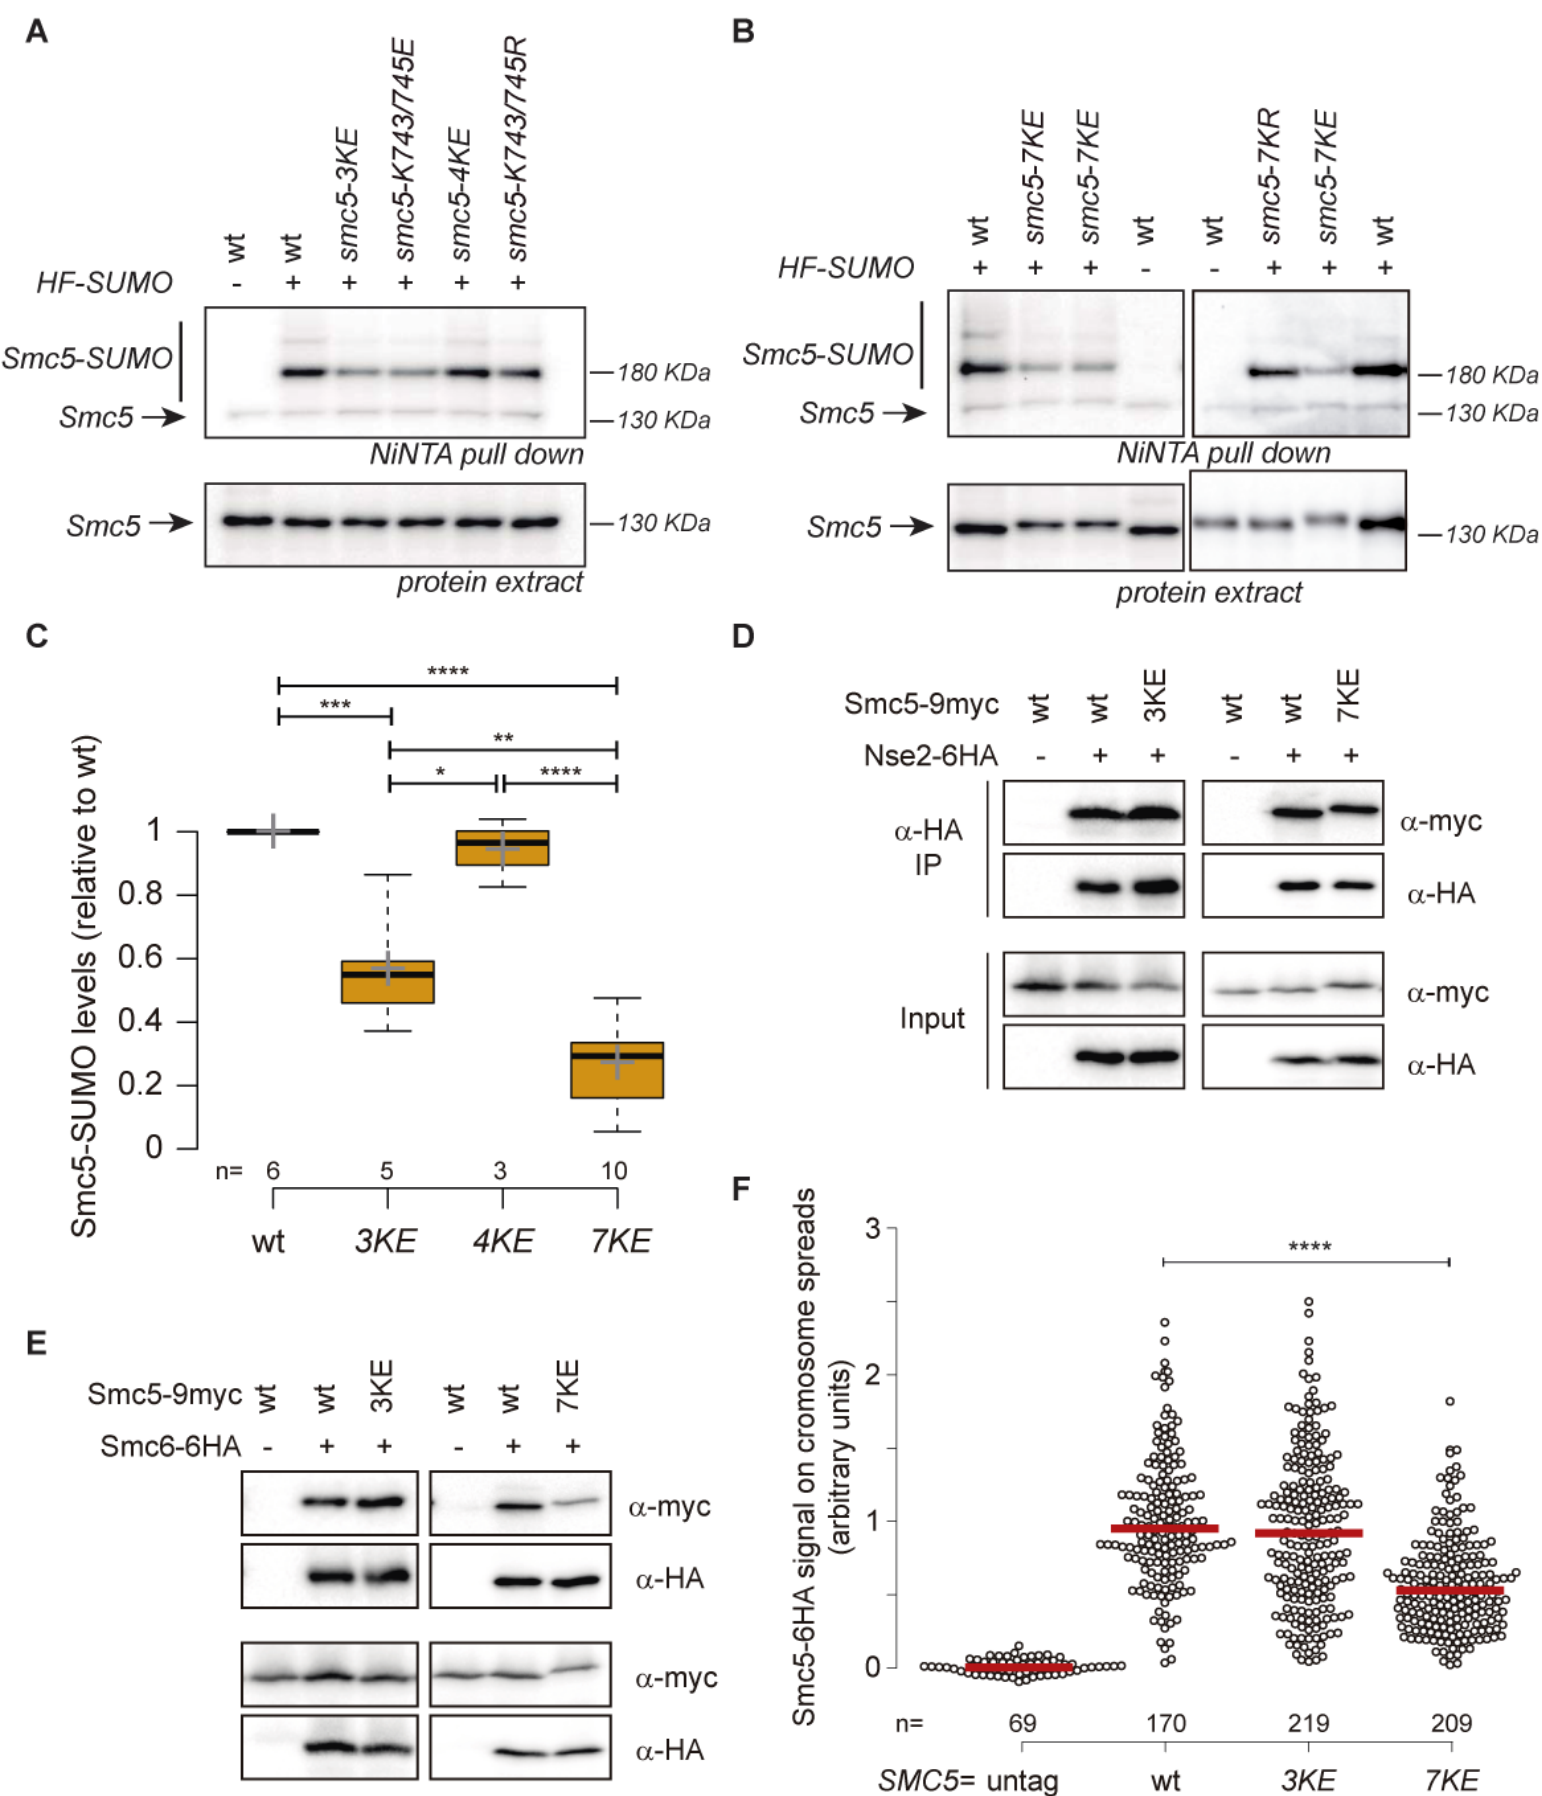 A
wt
wt
smc5-3KE
smc5-K743/745E
smc5-4KE
smc5-K743/745R
HF-SUMO
- + + + + +
Smc5-SUMO
180 KDa
Smc5
130 KDa
NiNTA pull down
Smc5
130 KDa
protein extract
B
wt
smc5-7KE
smc5-7KE
wt
wt
smc5-7KR
smc5-7KE
wt
HF-SUMO
+ + + - - + + +
Smc5-SUMO
180 KDa
Smc5
130 KDa
NiNTA pull down
Smc5
130 KDa
protein extract
C
****
***
**
* ****
Smc5-SUMO levels (relative to wt)
1
0.8
0.6
0.4
0.2
0
n= 6 5 3 10
wt 3KE 4KE 7KE
D
Smc5-9myc wt wt 3KE wt wt 7KE
Nse2-6HA - + + - + +
α-HA
IP
α-myc
α-HA
Input
α-myc
α-HA
E
Smc5-9myc wt wt 3KE wt wt 7KE
Smc6-6HA - + + - + +
α-myc
α-HA
α-myc
α-HA
F
Smc5-6HA signal on cromosome spreads
(arbitrary units)
3
2
1
0
****
n= 69 170 219 209
SMC5= untag wt 3KE 7KE